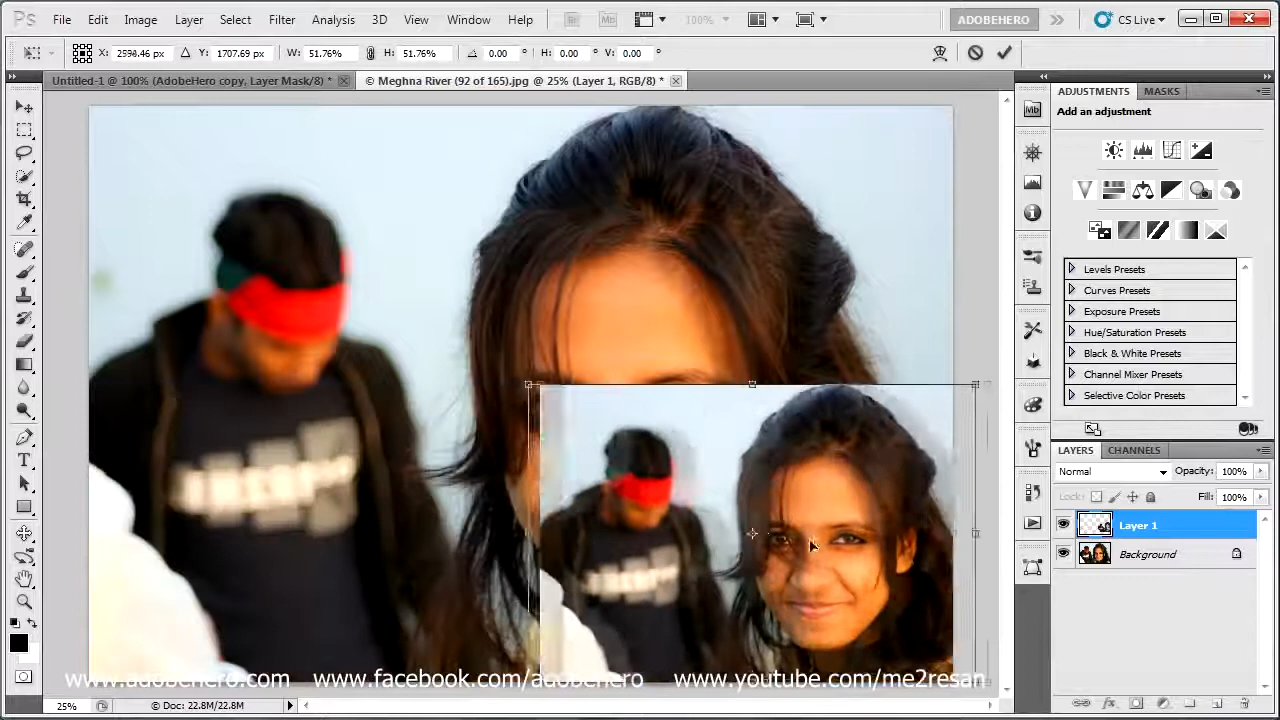 Ps File Edit Image Layer Select Filter Analysis 3D View Window Help Br Mb 100% ADOBEHERO CS Live
X: 2598.46 px Y: 1707.69 px W: 51.76% H: 51.76% 0.00 ° H: 0.00 ° V: 0.00 °
Untitled-1 @ 100% (AdobeHero copy, Layer Mask/8) * © Meghna River (92 of 165).jpg @ 25% (Layer 1, RGB/8) *
ADJUSTMENTS MASKS
Mb
Add an adjustment
Levels Presets
Curves Presets
Exposure Presets
Hue/Saturation Presets
Black & White Presets
Channel Mixer Presets
Selective Color Presets
LAYERS CHANNELS
Normal Opacity: 100%
Lock: Fill: 100%
Layer 1
Background
www.adobehero.com www.facebook.com/adobehero www.youtube.com/me2resan
25% © Doc: 22.8M/22.8M